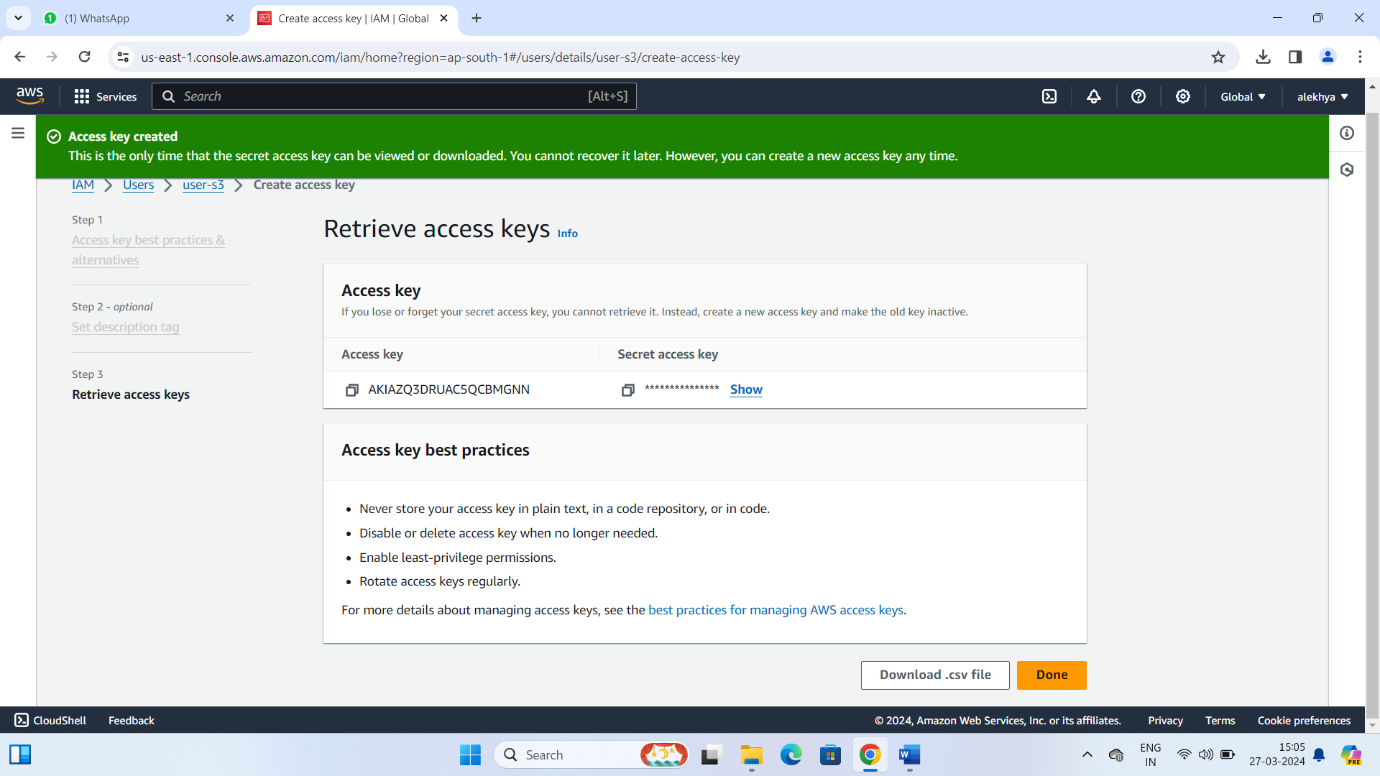 (1) WhatsApp
Create access key | IAM | Global
us-east-1.console.aws.amazon.com/iam/home?region=ap-south-1#/users/details/user-s3/create-access-key
aws
Services
Search
[Alt+S]
Global
alekhya
Access key created
This is the only time that the secret access key can be viewed or downloaded. You cannot recover it later. However, you can create a new access key any time.
IAM > Users > user-s3 > Create access key
Step 1
Access key best practices &
alternatives
Step 2 - optional
Set description tag
Step 3
Retrieve access keys
Retrieve access keys Info
Access key
If you lose or forget your secret access key, you cannot retrieve it. Instead, create a new access key and make the old key inactive.
Access key
Secret access key
AKIAZQ3DRUAC5QCBMGNN
*************** Show
Access key best practices
• Never store your access key in plain text, in a code repository, or in code.
• Disable or delete access key when no longer needed.
• Enable least-privilege permissions.
• Rotate access keys regularly.
For more details about managing access keys, see the best practices for managing AWS access keys.
Download .csv file
Done
CloudShell
Feedback
© 2024, Amazon Web Services, Inc. or its affiliates.
Privacy
Terms
Cookie preferences
Search
ENG
IN
15:05
27-03-2024
PRE